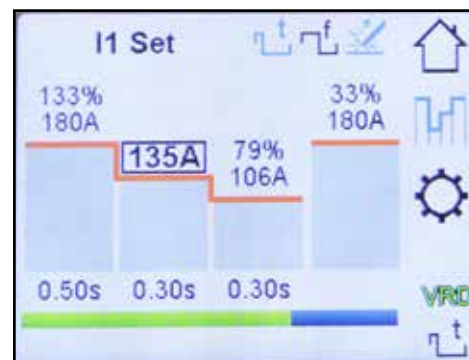 I1 Set
t f
133% 33%
180A 180A
135A 79%
106A
0.50s 0.30s 0.30s
VRD
t